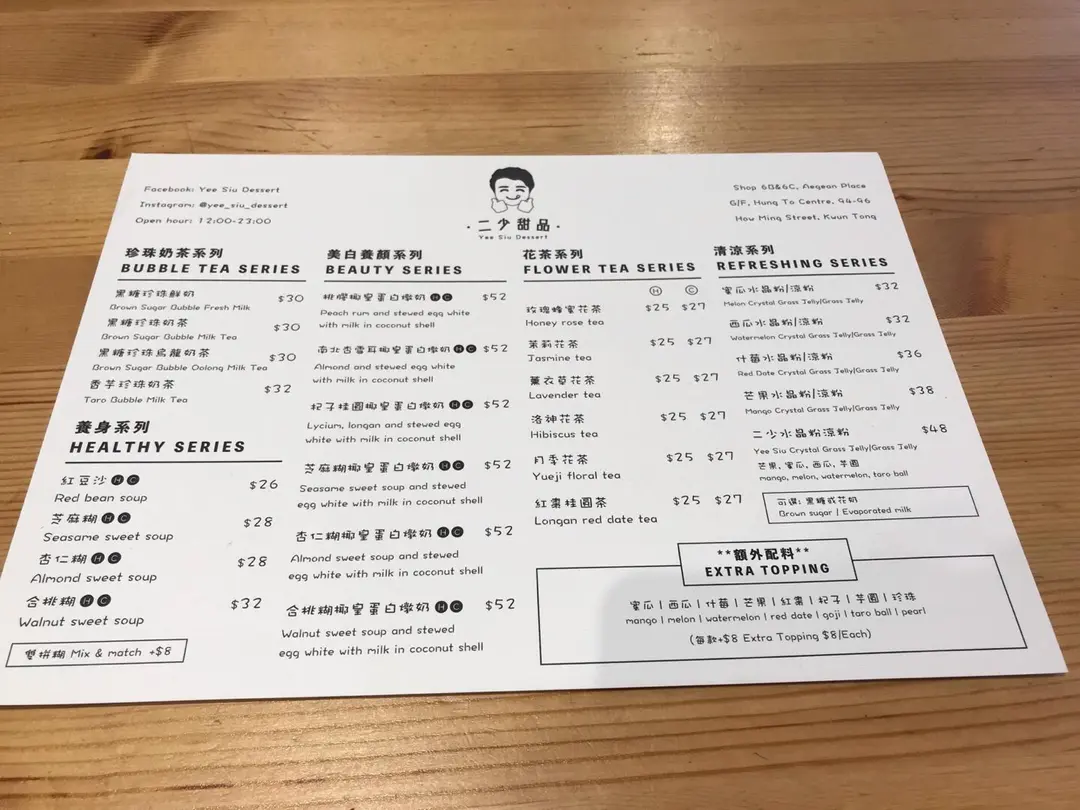 Facebook: Yee Siu Dessert
Instagram: @yee_siu_dessert
Open hour: 12:00-23:00
·二少甜品·
Yee Siu Dessert
Shop 6B&6C, Aegean Place
G/F, Hung To Centre, 94-96
How Ming Street, Kwun Tong
珍珠奶茶系列
BUBBLE TEA SERIES
黑糖珍珠鮮奶 $30
Brown Sugar Bubble Fresh Milk
黑糖珍珠奶茶 $30
Brown Sugar Bubble Milk Tea
黑糖珍珠烏龍奶茶 $30
Brown Sugar Bubble Oolong Milk Tea
香芋珍珠奶茶 $32
Taro Bubble Milk Tea
養身系列
HEALTHY SERIES
紅豆沙 H C $26
Red bean soup
芝麻糊 H C $28
Seasame sweet soup
杏仁糊 H C $28
Almond sweet soup
合桃糊 H C $32
Walnut sweet soup
雙拼糊 Mix & match +$8
美白養顏系列
BEAUTY SERIES
桃膠椰皇蛋白燉奶 H C $52
Peach rum and stewed egg white
with milk in coconut shell
南北杏雪耳椰皇蛋白燉奶 H C $52
Almond and stewed egg white
with milk in coconut shell
杞子桂圓椰皇蛋白燉奶 H C $52
Lycium, longan and stewed egg
white with milk in coconut shell
芝麻糊椰皇蛋白燉奶 H C $52
Seasame sweet soup and stewed
egg white with milk in coconut shell
杏仁糊椰皇蛋白燉奶 H C $52
Almond sweet soup and stewed
egg white with milk in coconut shell
合桃糊椰皇蛋白燉奶 H C $52
Walnut sweet soup and stewed
egg white with milk in coconut shell
花茶系列
FLOWER TEA SERIES
H C
玫瑰蜂蜜花茶 $25 $27
Honey rose tea
茉莉花茶 $25 $27
Jasmine tea
薰衣草花茶 $25 $27
Lavender tea
洛神花茶 $25 $27
Hibiscus tea
月季花茶 $25 $27
Yueji floral tea
紅棗桂圓茶 $25 $27
Longan red date tea
清涼系列
REFRESHING SERIES
蜜瓜水晶粉/涼粉 $32
Melon Crystal Grass Jelly/Grass Jelly
西瓜水晶粉/涼粉 $32
Watermelon Crystal Grass Jelly/Grass Jelly
什莓水晶粉/涼粉 $36
Red Date Crystal Grass Jelly/Grass Jelly
芒果水晶粉/涼粉 $38
Mango Crystal Grass Jelly/Grass Jelly
二少水晶粉涼粉 $48
Yee Siu Crystal Grass Jelly/Grass Jelly
芒果, 蜜瓜, 西瓜, 芋圓
mango, melon, watermelon, taro ball
可選: 黑糖或花奶
Brown sugar / Evaporated milk
**額外配料**
EXTRA TOPPING
蜜瓜 | 西瓜 | 什莓 | 芒果 | 紅棗 | 杞子 | 芋圓 | 珍珠
mango | melon | watermelon | red date | goji | taro ball | pearl
(每款+$8 Extra Topping $8/Each)